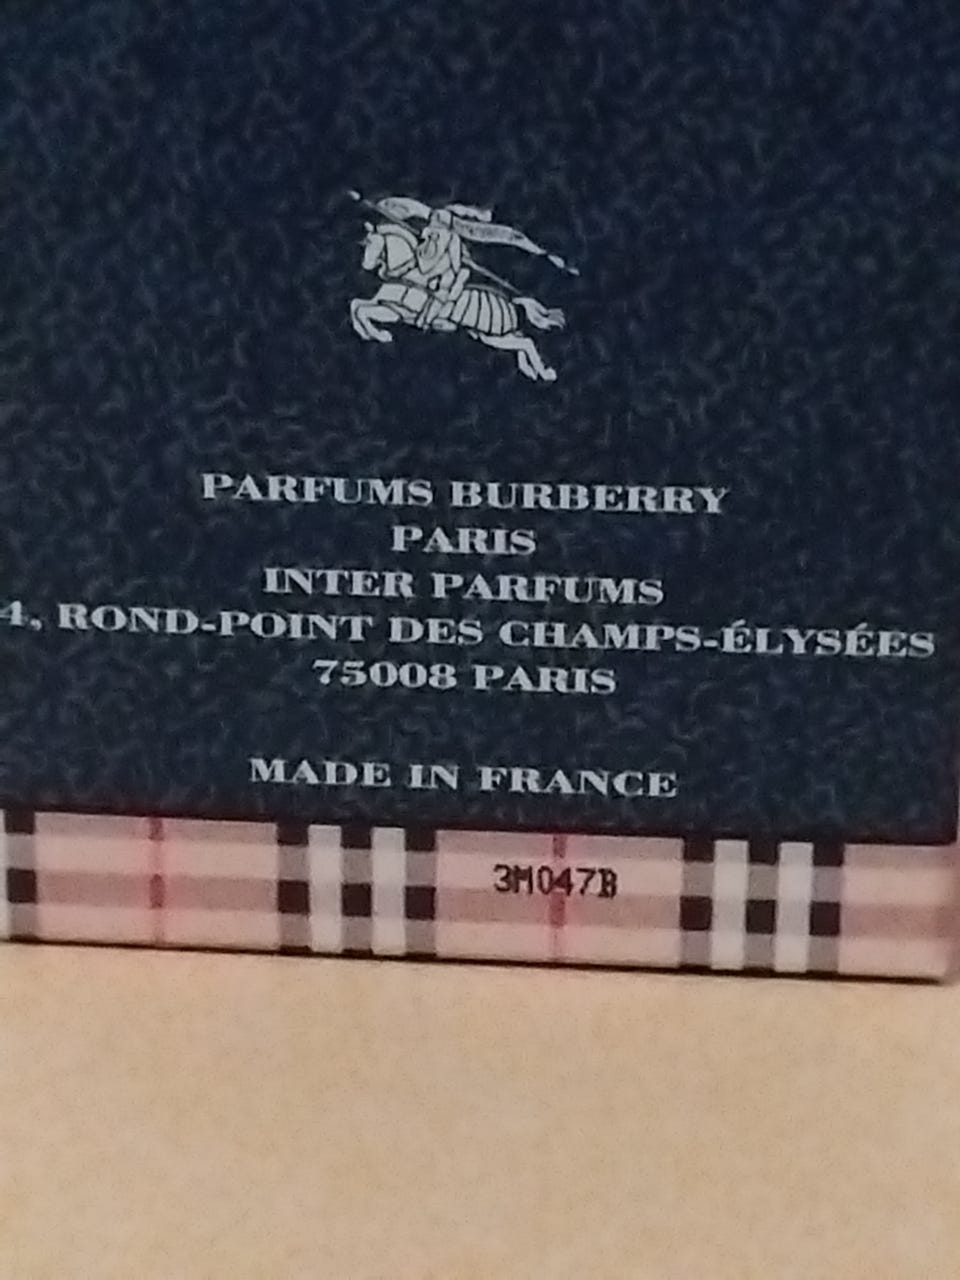 PARFUMS BURBERRY
PARIS
INTER PARFUMS
4, ROND-POINT DES CHAMPS-ÉLYSÉES
75008 PARIS
MADE IN FRANCE
3M047B